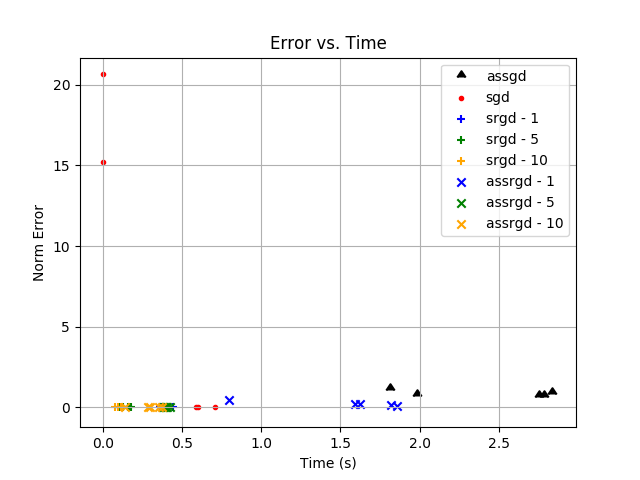 Error vs. Time
Norm Error
20
15
10
5
0
0.0 0.5 1.0 1.5 2.0 2.5
Time (s)
assgd
sgd
srgd - 1
srgd - 5
srgd - 10
assrgd - 1
assrgd - 5
assrgd - 10